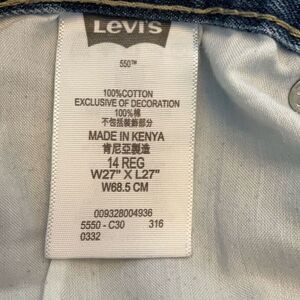 Levi's
550™
100%COTTON
EXCLUSIVE OF DECORATION
100%棉
不包括裝飾部分
MADE IN KENYA
肯尼亞製造
14 REG
W27" X L27"
W68.5 CM
009328004936
5550 - C30 316
0332